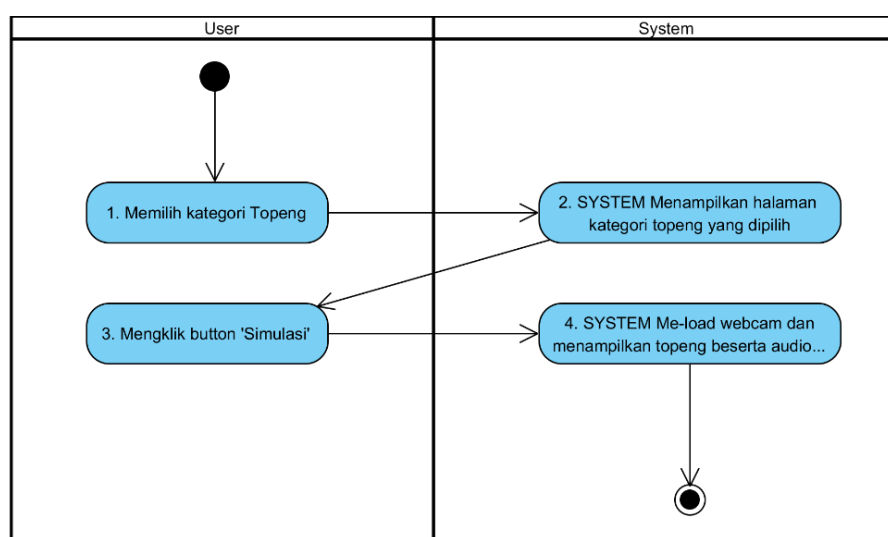 User
System
1. Memilih kategori Topeng
2. SYSTEM Menampilkan halaman
kategori topeng yang dipilih
3. Mengklik button 'Simulasi'
4. SYSTEM Me-load webcam dan
menampilkan topeng beserta audio...